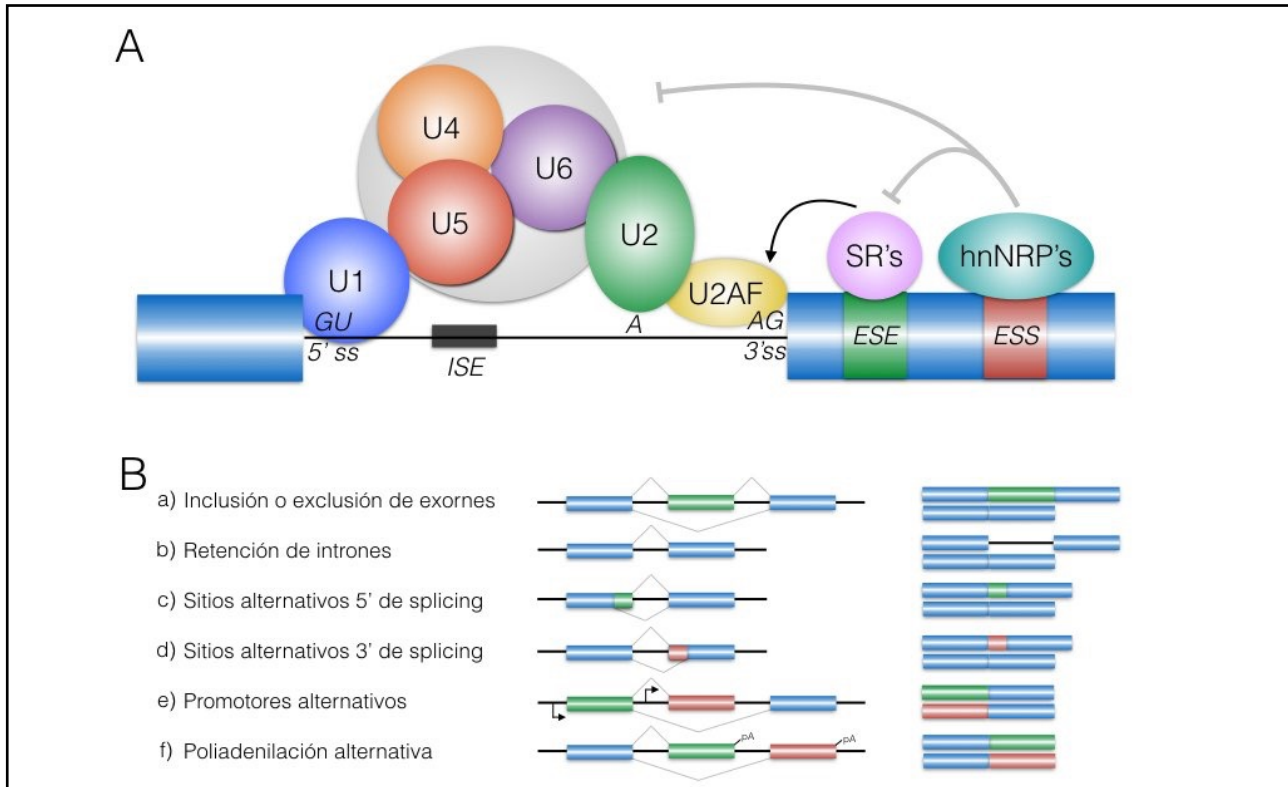 A
U4
U6
U5
U2
SR's
hnNRP's
U1
U2AF
GU
A
AG
5' ss
3'ss
ISE
ESE
ESS
B
a) Inclusión o exclusión de exornes
b) Retención de intrones
c) Sitios alternativos 5' de splicing
d) Sitios alternativos 3' de splicing
e) Promotores alternativos
f) Poliadenilación alternativa
pA
pA